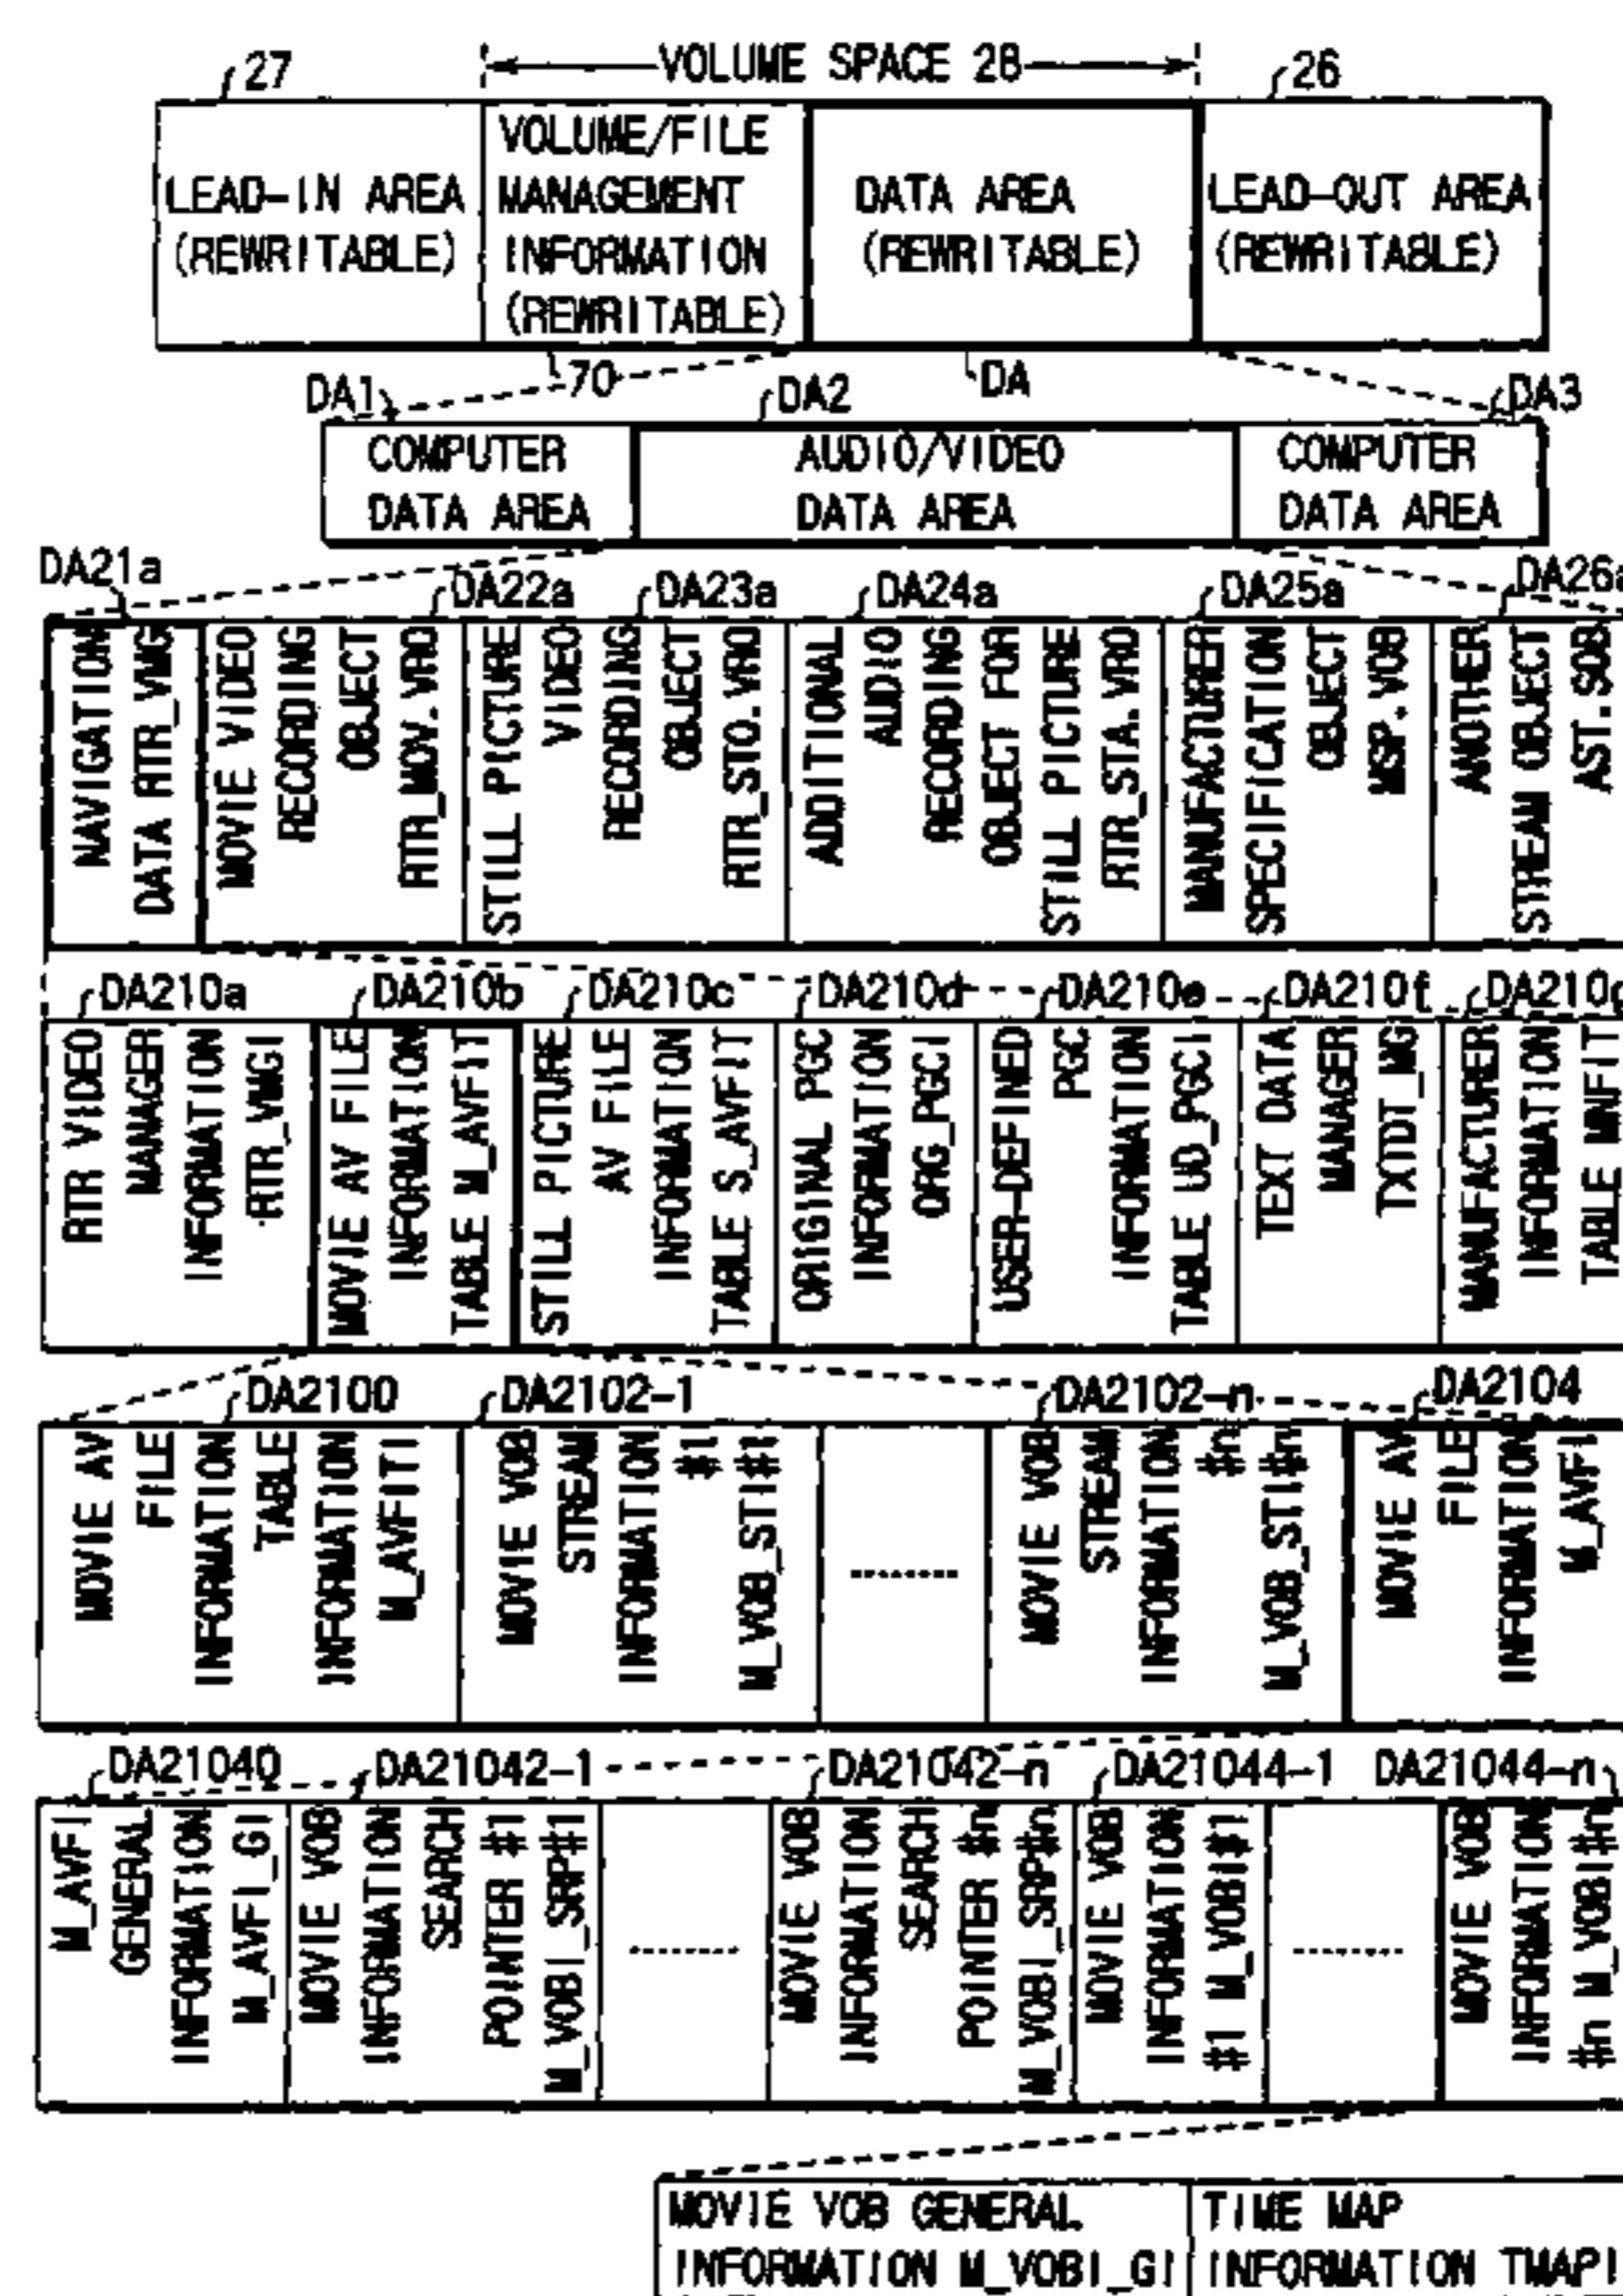 27
VOLUME SPACE 28
26
LEAD-IN AREA
(REWRITABLE)
VOLUME/FILE
MANAGEMENT
INFORMATION
(REWRITABLE)
DATA AREA
(REWRITABLE)
LEAD-OUT AREA
(REWRITABLE)
70
DA
DA1
DA2
DA3
COMPUTER
DATA AREA
AUDIO/VIDEO
DATA AREA
COMPUTER
DATA AREA
DA21a
DA22a
DA23a
DA24a
DA25a
DA26a
NAVIGATION
DATA RTR_VMG
MOVIE VIDEO
RECORDING
OBJECT
RTR_MOV.VRO
STILL PICTURE
VIDEO
RECORDING
OBJECT
RTR_STO.VRO
ADDITIONAL
AUDIO
RECORDING
OBJECT FOR
STILL PICTURE
RTR_STA.VRO
MANUFACTURER
SPECIFICATION
OBJECT
MSP.VOB
ANOTHER
STREAM OBJECT
AST.SOB
DA210a
DA210b
DA210c
DA210d
DA210e
DA210f
RTR VIDEO
MANAGER
INFORMATION
RTR_VMGI
MOVIE AV FILE
INFORMATION
TABLE M_AVFIT
STILL PICTURE
AV FILE
INFORMATION
TABLE S_AVFIT
ORIGINAL PGC
INFORMATION
ORG_PGCI
USER-DEFINED
PGC
INFORMATION
TABLE UD_PGCI
TEXT DATA
MANAGER
TXTDT_MG
MANUFACTURER
INFORMATION
TABLE MNFIT
DA2100
DA2102-1
DA2102-n
DA2104
MOVIE AV
FILE
INFORMATION
TABLE
INFORMATION
M_AVFITI
MOVIE VOB
STREAM
INFORMATION
#1
M_VOB_STI#1
........
MOVIE VOB
STREAM
INFORMATION
#n
M_VOB_STI#n
MOVIE AV
FILE
INFORMATION
M_AVFI
DA21040
DA21042-1
DA21042-n
DA21044-1
DA21044-n
M_AVFI
GENERAL
INFORMATION
M_AVFI_GI
MOVIE VOB
INFORMATION
SEARCH
POINTER #1
M_VOBI_SRP#1
........
MOVIE VOB
INFORMATION
SEARCH
POINTER #n
M_VOBI_SRP#n
MOVIE VOB
INFORMATION
#1 M_VOBI#1
........
MOVIE VOB
INFORMATION
#n M_VOBI#n
MOVIE VOB GENERAL
INFORMATION M_VOBI_GI
TIME MAP
INFORMATION TMAPI